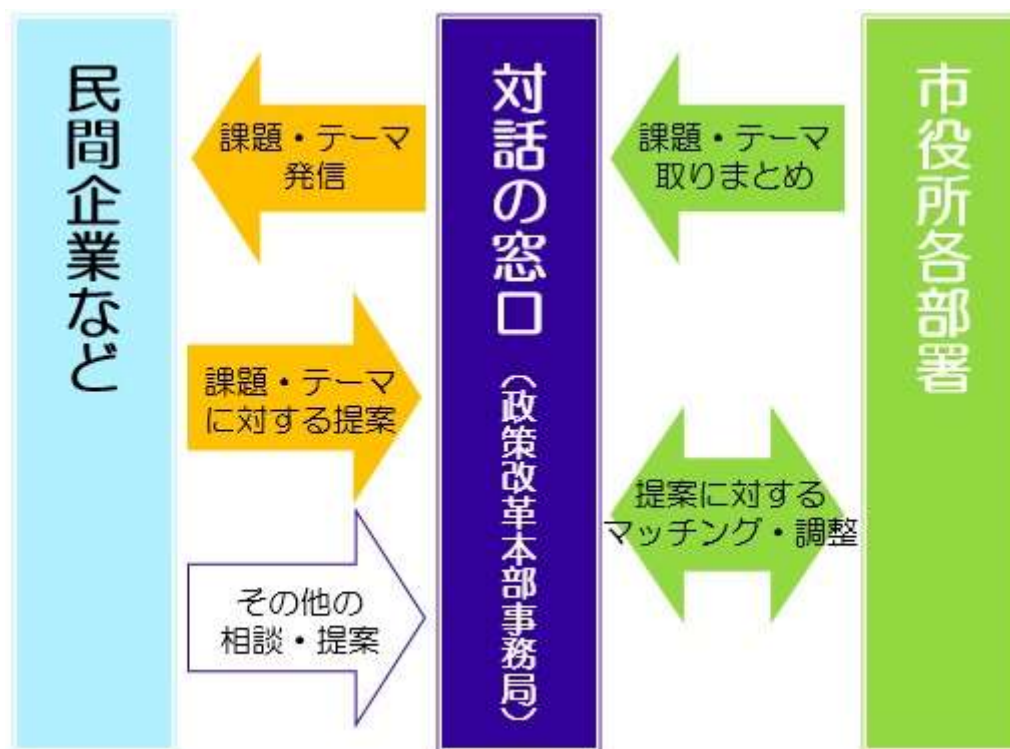 民間企業など
課題・テーマ
発信
課題・テーマ
に対する提案
その他の
相談・提案
対話の窓口（政策改革本部事務局）
課題・テーマ
取りまとめ
提案に対する
マッチング・調整
市役所各部署